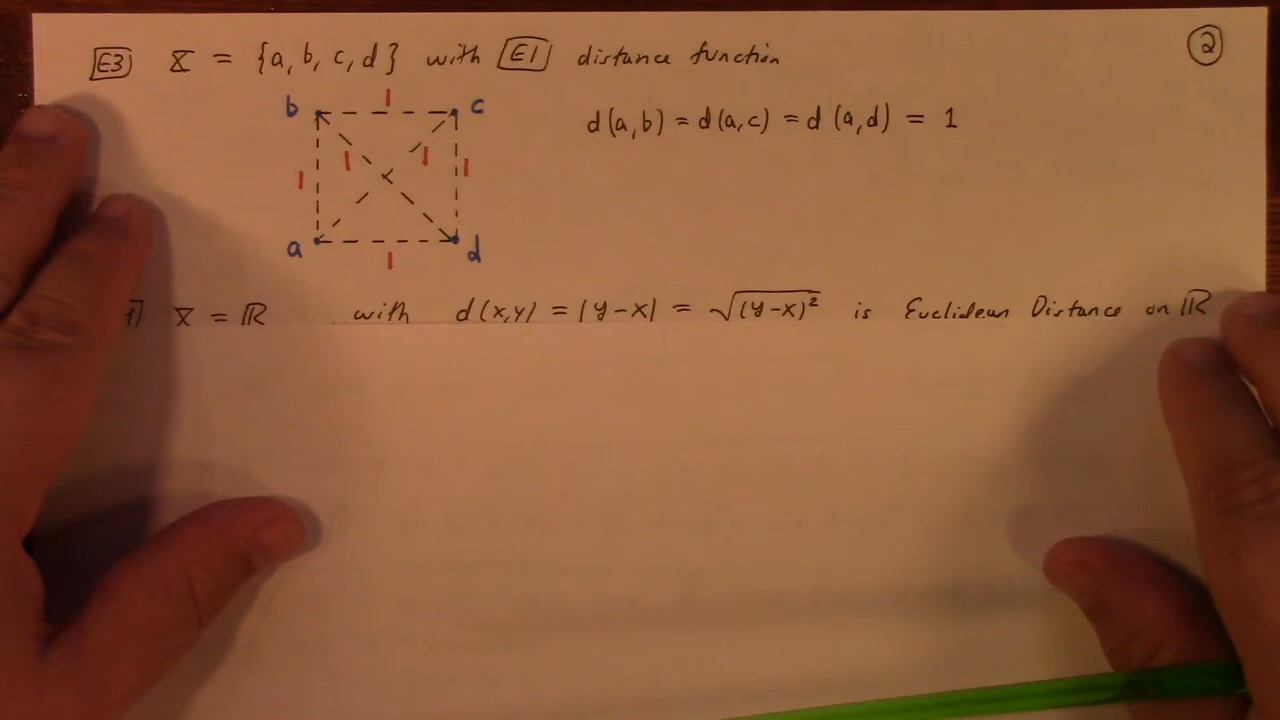 E3 X = {a, b, c, d} with E1 distance function
2
b 1 c
d(a,b) = d(a,c) = d(a,d) = 1
1 1 1 1
a 1 d
X = ℝ with d(x,y) = |y-x| = √(y-x)² is Euclidean Distance on ℝ